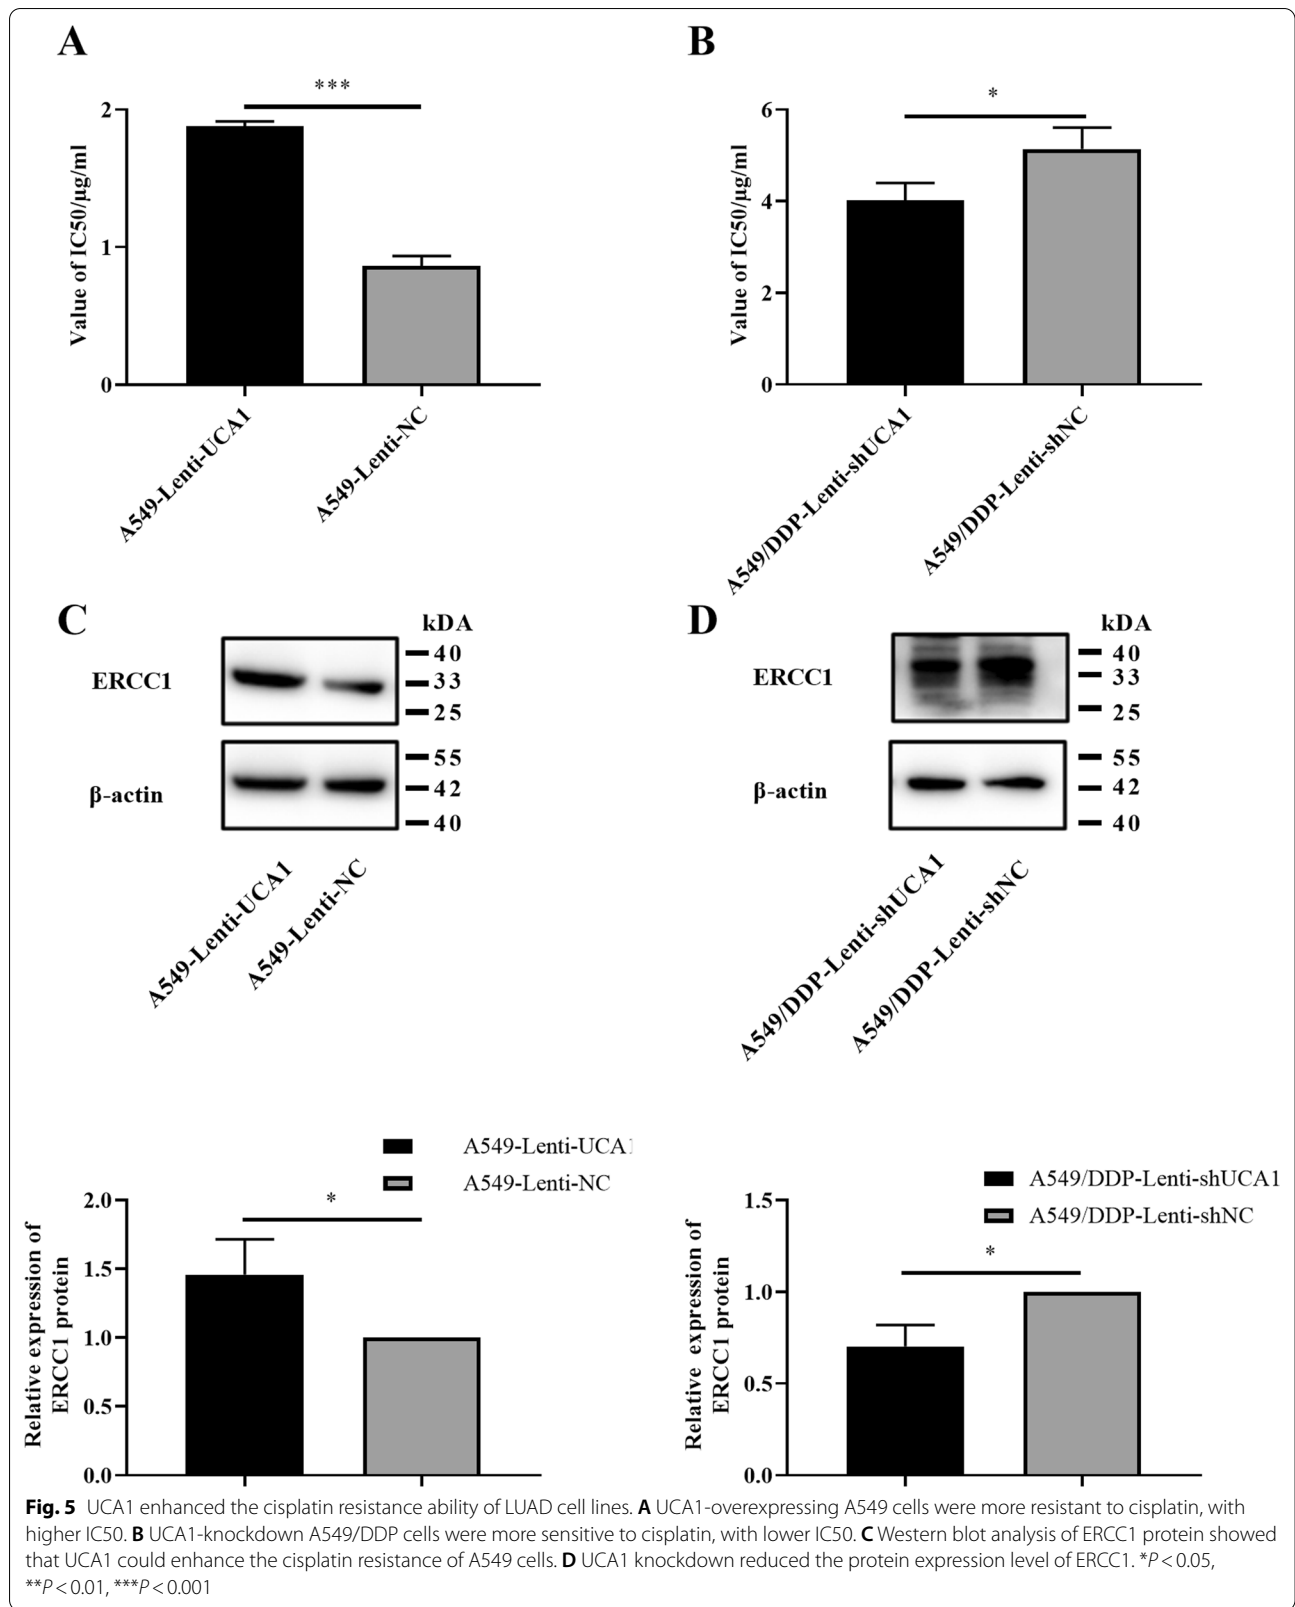 A
***
2
1
0
Value of IC50/μg/ml
A549-Lenti-UCA1
A549-Lenti-NC
B
*
6
4
2
0
Value of IC50/μg/ml
A549/DDP-Lenti-shUCA1
A549/DDP-Lenti-shNC
C
kDA
ERCC1
40
33
25
β-actin
55
42
40
A549-Lenti-UCA1
A549-Lenti-NC
D
kDA
ERCC1
40
33
25
β-actin
55
42
40
A549/DDP-Lenti-shUCA1
A549/DDP-Lenti-shNC
A549-Lenti-UCA1
A549-Lenti-NC
*
2.0
1.5
1.0
0.5
0.0
Relative expression of
ERCC1 protein
A549/DDP-Lenti-shUCA1
A549/DDP-Lenti-shNC
*
1.5
1.0
0.5
0.0
Relative expression of
ERCC1 protein
Fig. 5 UCA1 enhanced the cisplatin resistance ability of LUAD cell lines. A UCA1-overexpressing A549 cells were more resistant to cisplatin, with
higher IC50. B UCA1-knockdown A549/DDP cells were more sensitive to cisplatin, with lower IC50. C Western blot analysis of ERCC1 protein showed
that UCA1 could enhance the cisplatin resistance of A549 cells. D UCA1 knockdown reduced the protein expression level of ERCC1. *P < 0.05,
**P < 0.01, ***P < 0.001